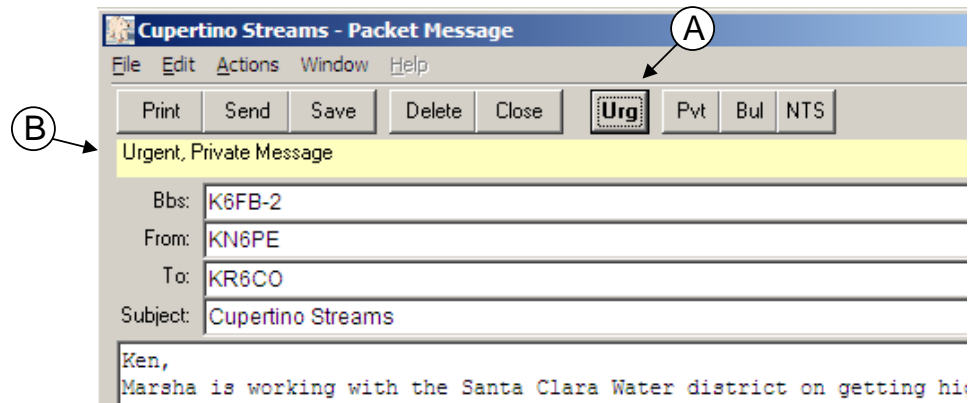 Cupertino Streams - Packet Message
A
File Edit Actions Window Help
Print Send Save Delete Close Urg Pvt Bul NTS
B
Urgent, Private Message
Bbs: K6FB-2
From: KN6PE
To: KR6CO
Subject: Cupertino Streams
Ken,
Marsha is working with the Santa Clara Water district on getting